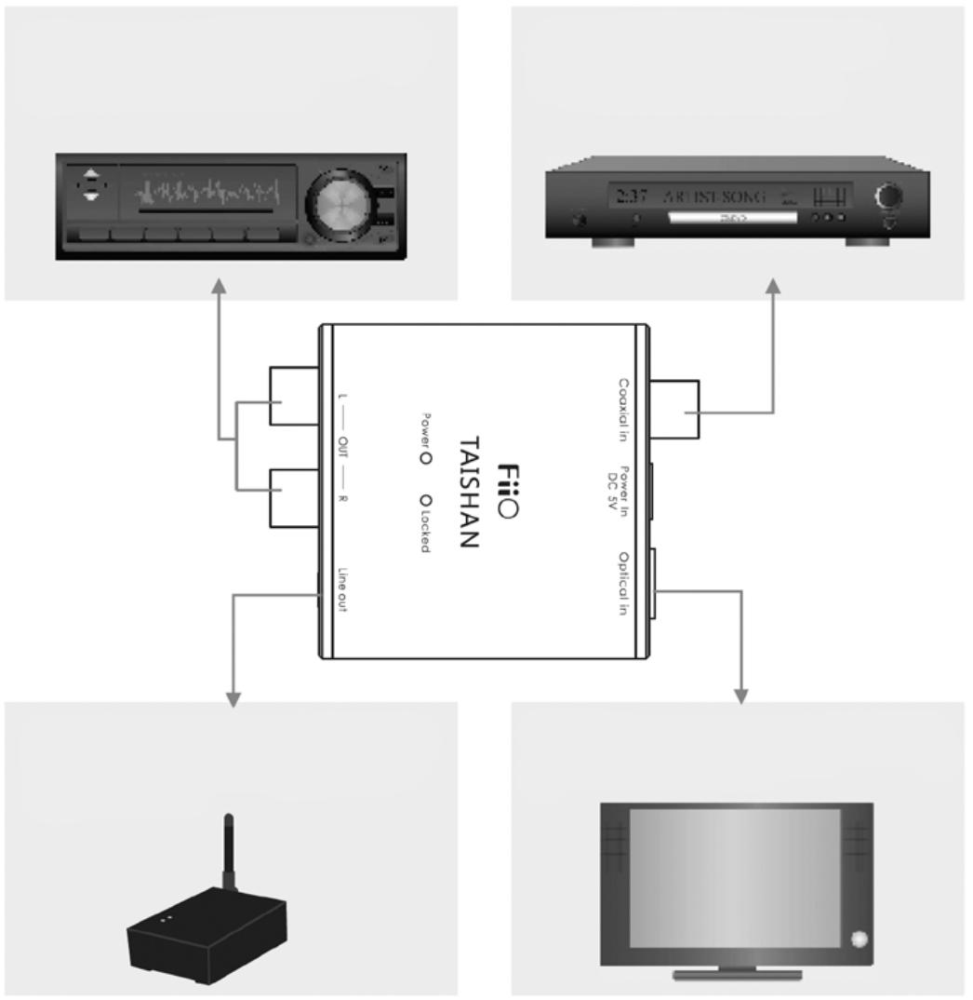 2:37 ARTIST-SONG
Coaxial in
Power In
DC 5V
Optical in
FiiO
TAISHAN
Power
Locked
L OUT R
Line out